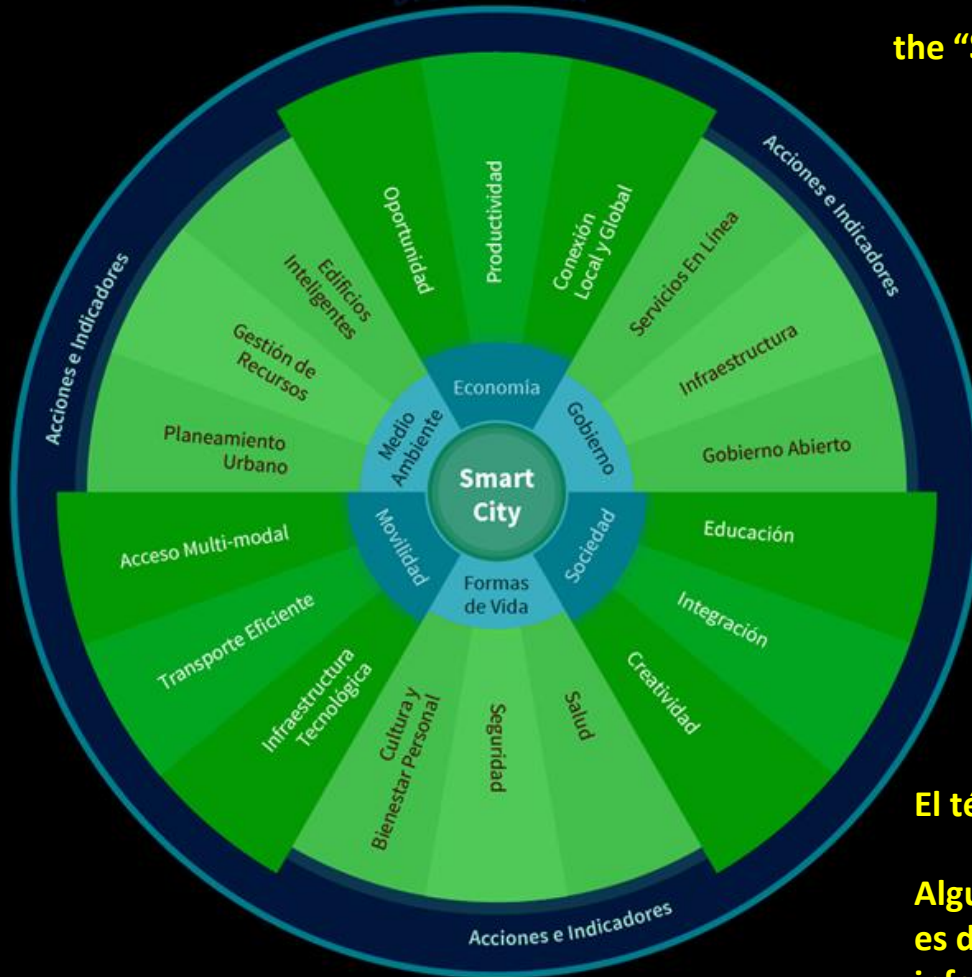 the “S
Acciones e Indicadores
Acciones e Indicadores
Oportunidad
Productividad
Conexión
Local y Global
Servicios En Línea
Infraestructura
Gobierno Abierto
Educación
Integración
Creatividad
Salud
Seguridad
Cultura y
Bienestar Personal
Infraestructura
Tecnológica
Transporte Eficiente
Acceso Multi-modal
Planeamiento
Urbano
Gestión de
Recursos
Edificios
Inteligentes
Economía
Gobierno
Sociedad
Formas
de Vida
Movilidad
Medio
Ambiente
Smart
City
Acciones e Indicadores
El té
Algu
es d